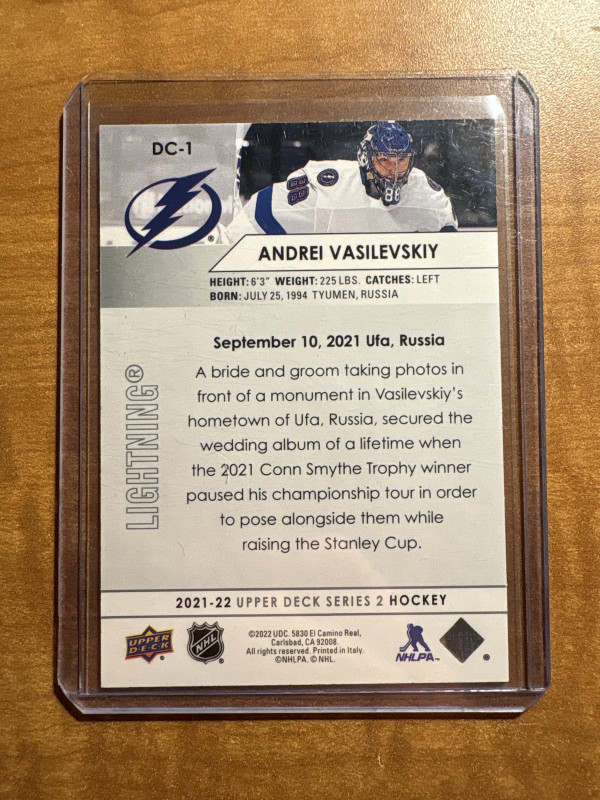 DC-1
88
ANDREI VASILEVSKIY
HEIGHT: 6'3" WEIGHT: 225 LBS. CATCHES: LEFT
BORN: JULY 25, 1994 TYUMEN, RUSSIA
LIGHTNING®
September 10, 2021 Ufa, Russia
A bride and groom taking photos in
front of a monument in Vasilevskiy's
hometown of Ufa, Russia, secured the
wedding album of a lifetime when
the 2021 Conn Smythe Trophy winner
paused his championship tour in order
to pose alongside them while
raising the Stanley Cup.
2021-22 UPPER DECK SERIES 2 HOCKEY
UPPER
DECK
NHL
©2022 UDC. 5830 El Camino Real,
Carlsbad, CA 92008.
All rights reserved. Printed in Italy.
©NHLPA. © NHL.
NHLPA™
®